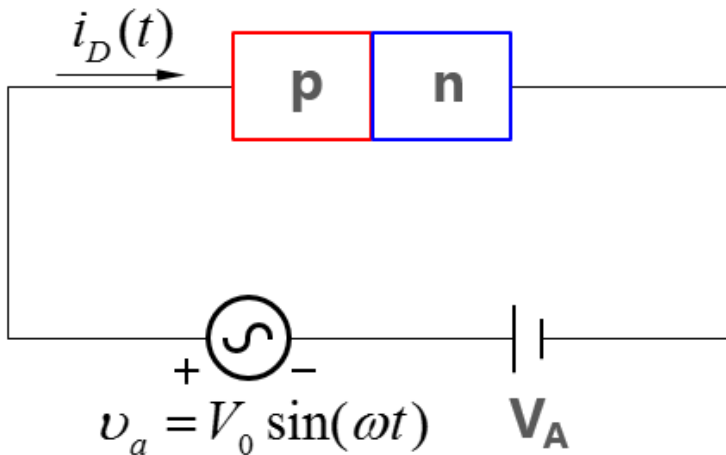 i_D(t)
p n
+ −
υ_a = V_0 sin(ωt) V_A